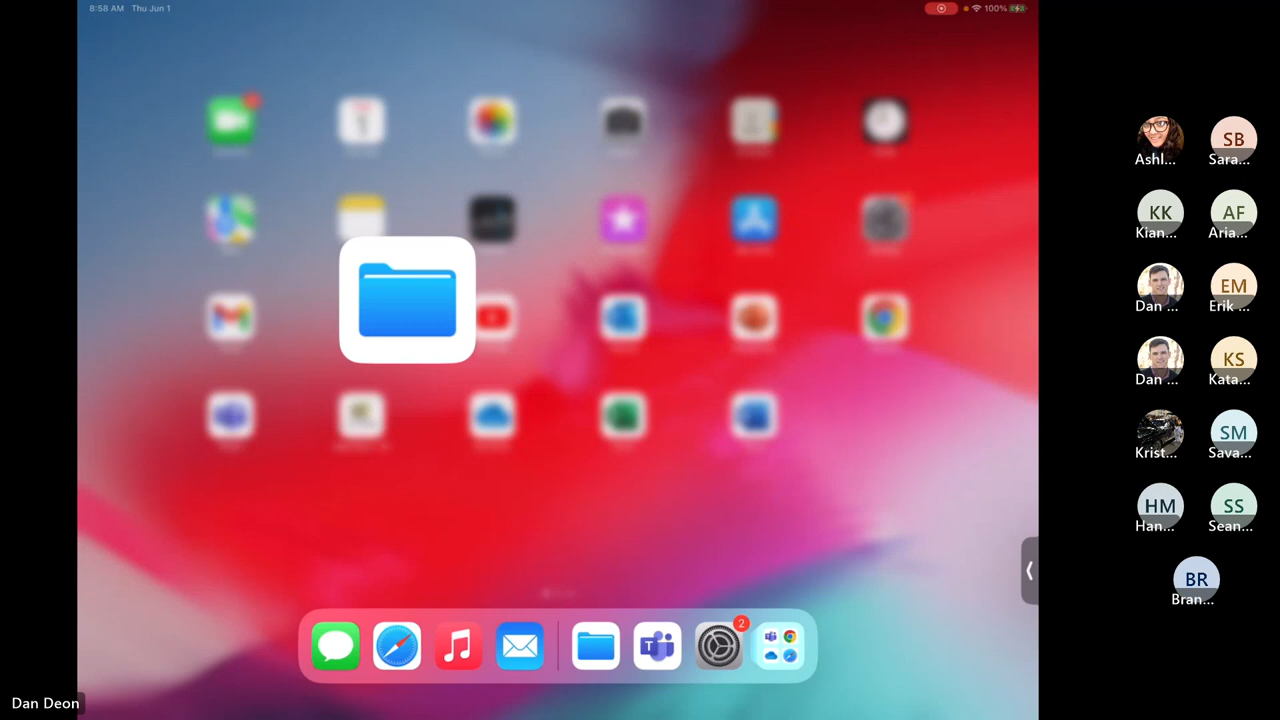 8:58 AM Thu Jun 1
100%
2
Ashl...
SB
Sara...
KK
Kian...
AF
Aria...
Dan ...
EM
Erik ...
Dan ...
KS
Kata...
Krist...
SM
Sava...
HM
Han...
SS
Sean...
BR
Bran...
Dan Deon